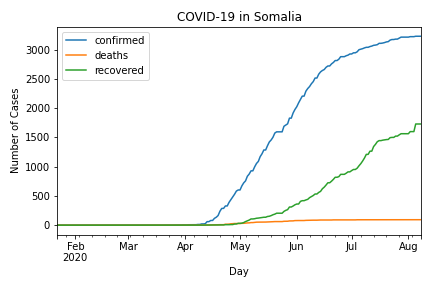 COVID-19 in Somalia
confirmed
deaths
recovered
Number of Cases
3000
2500
2000
1500
1000
500
0
Feb Mar Apr May Jun Jul Aug
2020
Day